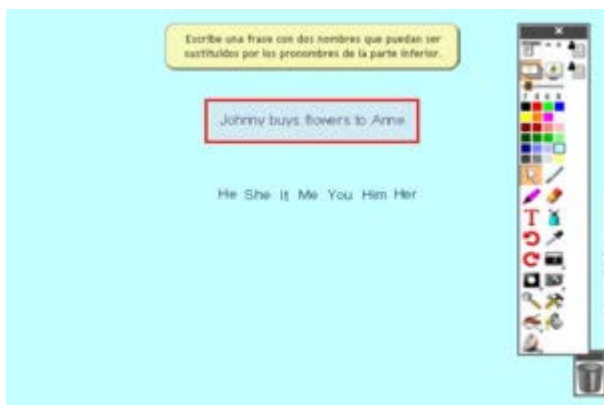 Escribe una frase con dos nombres que puedan ser
sustituidos por los pronombres de la parte inferior.
Johnny buys flowers to Anne
He She It Me You Him Her